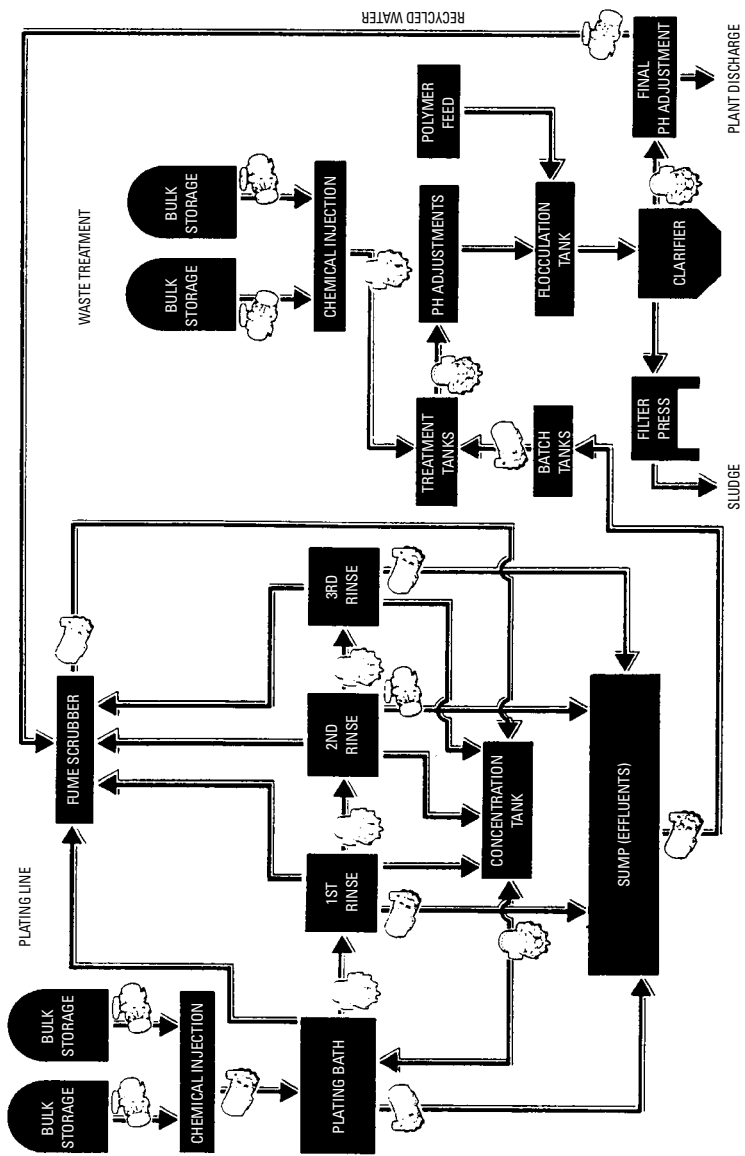 PLATING LINE
BULK
STORAGE
BULK
STORAGE
CHEMICAL INJECTION
PLATING BATH
FUME SCRUBBER
1ST
RINSE
2ND
RINSE
3RD
RINSE
CONCENTRATION
TANK
SUMP (EFFLUENTS)
WASTE TREATMENT
BULK
STORAGE
BULK
STORAGE
CHEMICAL INJECTION
TREATMENT
TANKS
BATCH
TANKS
PH ADJUSTMENTS
POLYMER
FEED
FLOCCULATION
TANK
CLARIFIER
FILTER
PRESS
SLUDGE
FINAL
PH ADJUSTMENT
PLANT DISCHARGE
RECYCLED WATER